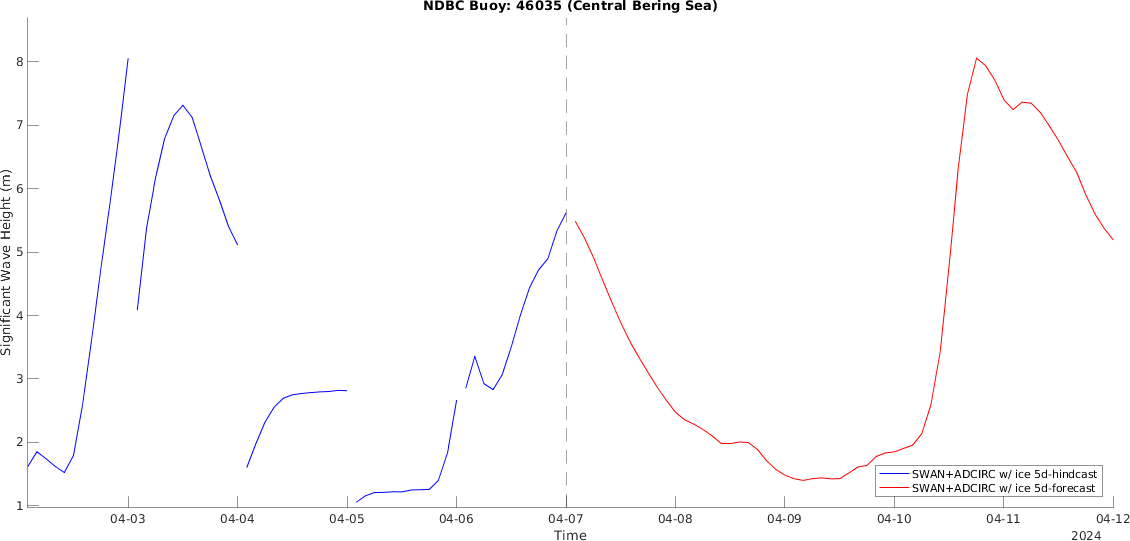 NDBC Buoy: 46035 (Central Bering Sea)
Significant Wave Height (m)
8
7
6
5
4
3
2
1
SWAN+ADCIRC w/ ice 5d-hindcast
SWAN+ADCIRC w/ ice 5d-forecast
04-03 04-04 04-05 04-06 04-07 04-08 04-09 04-10 04-11 04-12
Time
2024